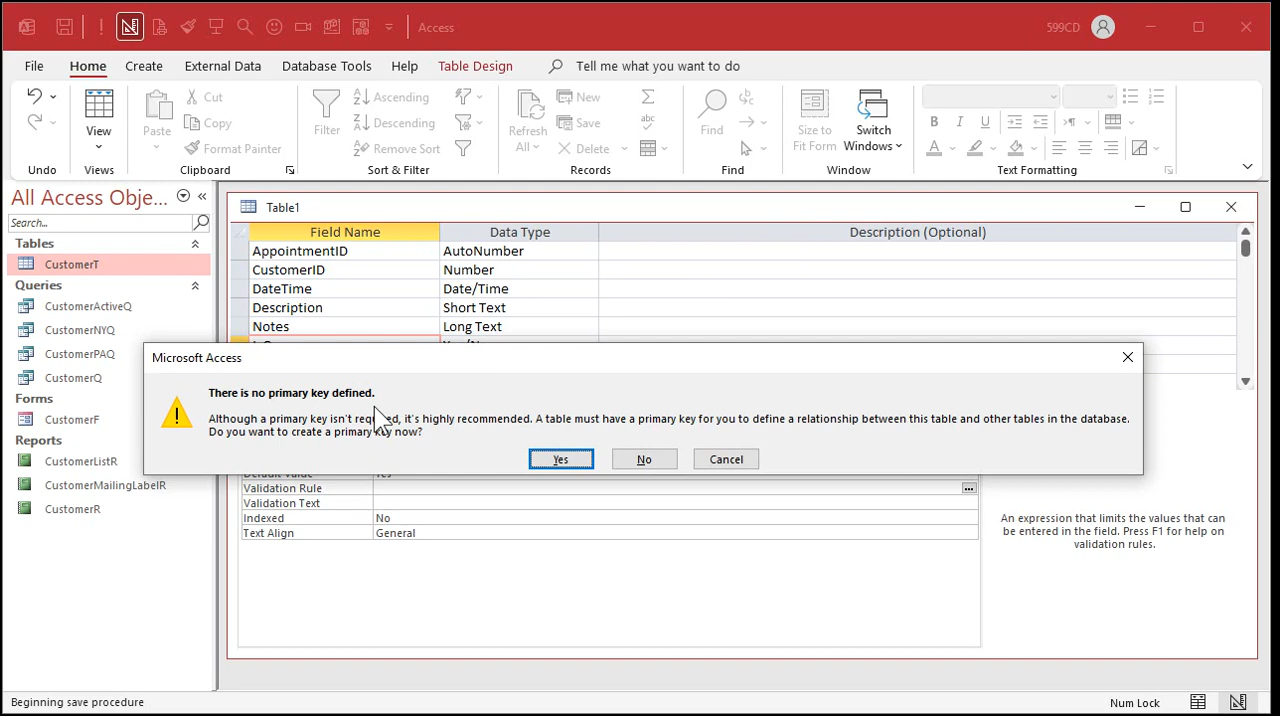 Access
599CD
File Home Create External Data Database Tools Help Table Design Tell me what you want to do
Undo
View
Views
Paste
Cut
Copy
Format Painter
Clipboard
Filter
Ascending
Descending
Remove Sort
Sort & Filter
Refresh
All
New
Save
Delete
Records
Find
Find
Size to
Fit Form
Switch
Windows
Window
B I U
Text Formatting
All Access Obje...
Search...
Tables
CustomerT
Queries
CustomerActiveQ
CustomerNYQ
CustomerPAQ
CustomerQ
Forms
CustomerF
Reports
CustomerListR
CustomerMailingLabelR
CustomerR
Table1
Field Name Data Type Description (Optional)
AppointmentID AutoNumber
CustomerID Number
DateTime Date/Time
Description Short Text
Notes Long Text
Microsoft Access
There is no primary key defined.
Although a primary key isn't required, it's highly recommended. A table must have a primary key for you to define a relationship between this table and other tables in the database.
Do you want to create a primary key now?
Yes No Cancel
Default Value Yes
Validation Rule
Validation Text
Indexed No
Text Align General
An expression that limits the values that can
be entered in the field. Press F1 for help on
validation rules.
Beginning save procedure
Num Lock